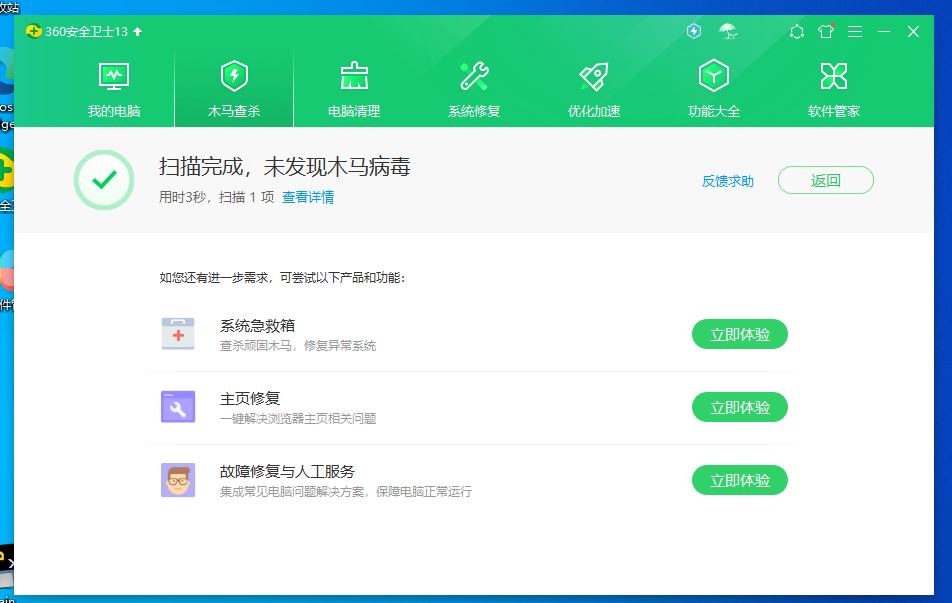 360安全卫士13
我的电脑
木马查杀
电脑清理
系统修复
优化加速
功能大全
软件管家
扫描完成，未发现木马病毒
用时3秒，扫描 1 项 查看详情
反馈求助
返回
如您还有进一步需求，可尝试以下产品和功能：
系统急救箱
查杀顽固木马，修复异常系统
立即体验
主页修复
一键解决浏览器主页相关问题
立即体验
故障修复与人工服务
集成常见电脑问题解决方案，保障电脑正常运行
立即体验